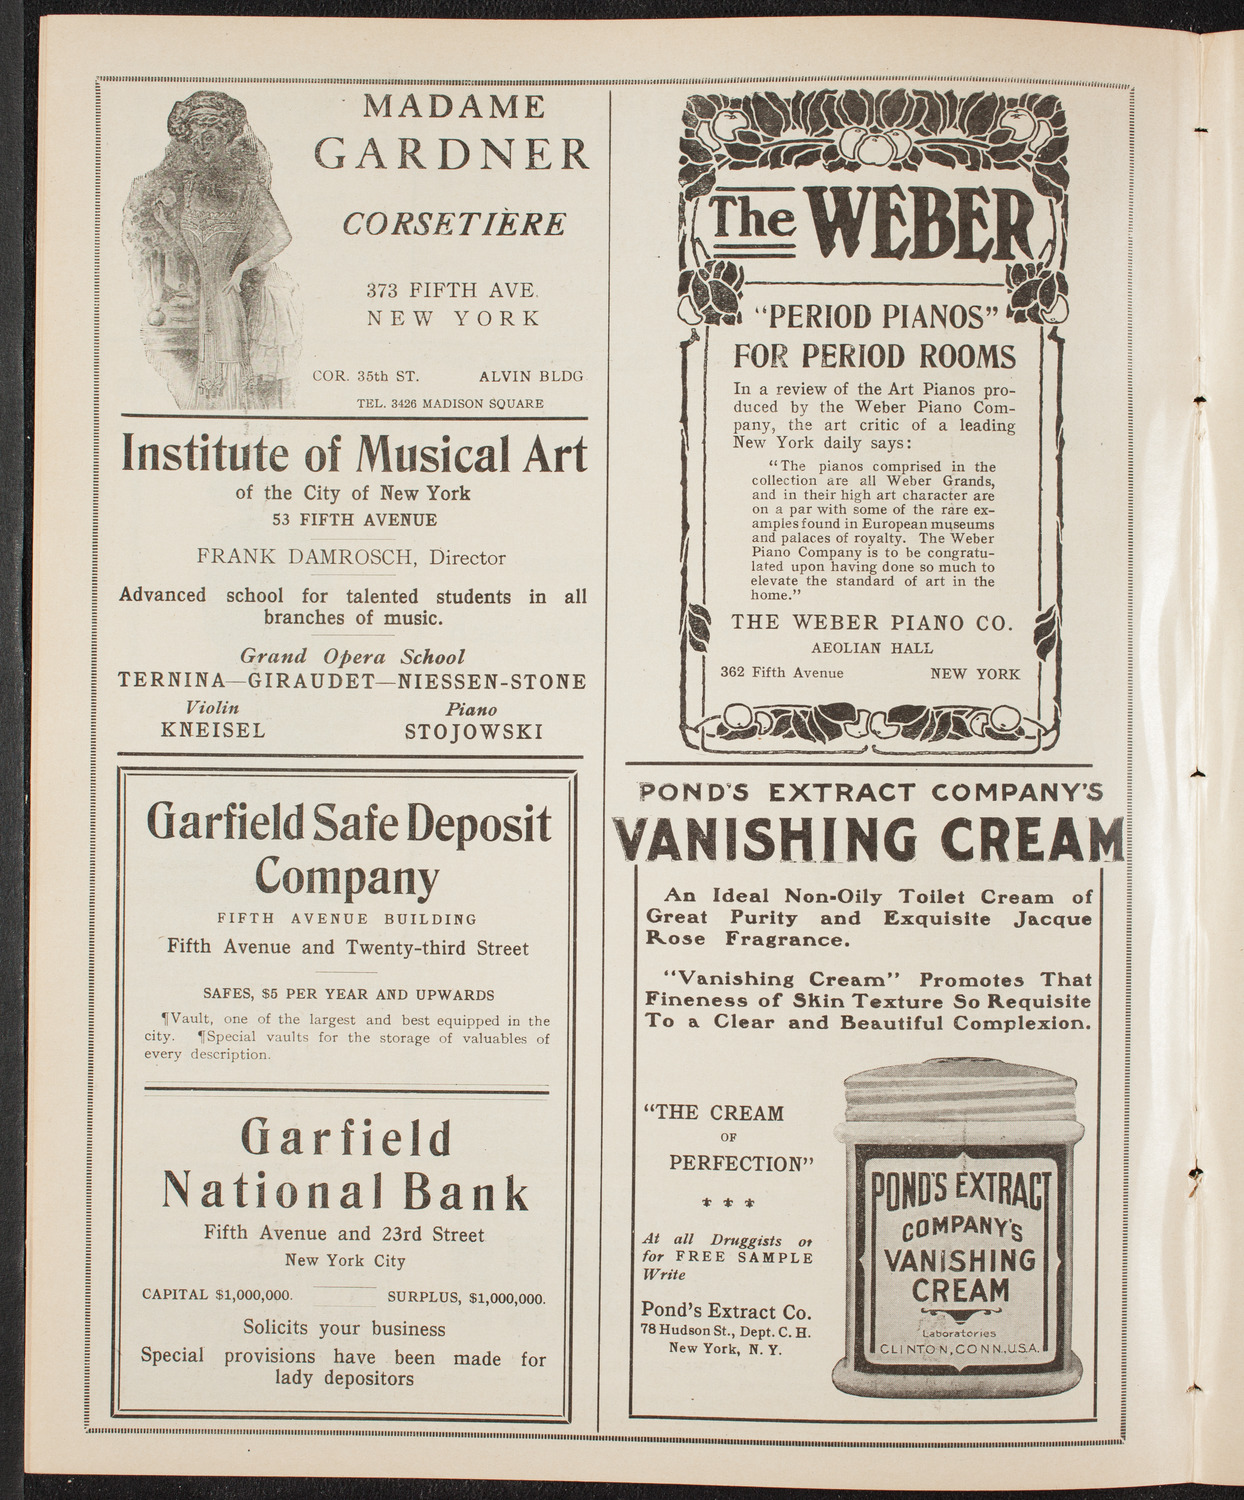 MADAME
GARDNER
CORSETIÈRE
373 FIFTH AVE.
NEW YORK
COR. 35th ST. ALVIN BLDG
TEL. 3426 MADISON SQUARE
Institute of Musical Art
of the City of New York
53 FIFTH AVENUE
FRANK DAMROSCH, Director
Advanced school for talented students in all
branches of music.
Grand Opera School
TERNINA—GIRAUDET—NIESSEN-STONE
Violin Piano
KNEISEL STOJOWSKI
Garfield Safe Deposit
Company
FIFTH AVENUE BUILDING
Fifth Avenue and Twenty-third Street
SAFES, $5 PER YEAR AND UPWARDS
¶Vault, one of the largest and best equipped in the
city. ¶Special vaults for the storage of valuables of
every description.
Garfield
National Bank
Fifth Avenue and 23rd Street
New York City
CAPITAL $1,000,000. SURPLUS, $1,000,000.
Solicits your business
Special provisions have been made for
lady depositors
The WEBER
"PERIOD PIANOS"
FOR PERIOD ROOMS
In a review of the Art Pianos pro-
duced by the Weber Piano Com-
pany, the art critic of a leading
New York daily says:
"The pianos comprised in the
collection are all Weber Grands,
and in their high art character are
on a par with some of the rare ex-
amples found in European museums
and palaces of royalty. The Weber
Piano Company is to be congratu-
lated upon having done so much to
elevate the standard of art in the
home."
THE WEBER PIANO CO.
AEOLIAN HALL
362 Fifth Avenue NEW YORK
POND'S EXTRACT COMPANY'S
VANISHING CREAM
An Ideal Non-Oily Toilet Cream of
Great Purity and Exquisite Jacque
Rose Fragrance.
"Vanishing Cream" Promotes That
Fineness of Skin Texture So Requisite
To a Clear and Beautiful Complexion.
"THE CREAM
OF
PERFECTION"
At all Druggists or
for FREE SAMPLE
Write
Pond's Extract Co.
78 Hudson St., Dept. C. H.
New York, N. Y.
POND'S EXTRACT
COMPANY'S
VANISHING
CREAM
Laboratories
CLINTON, CONN., U.S.A.